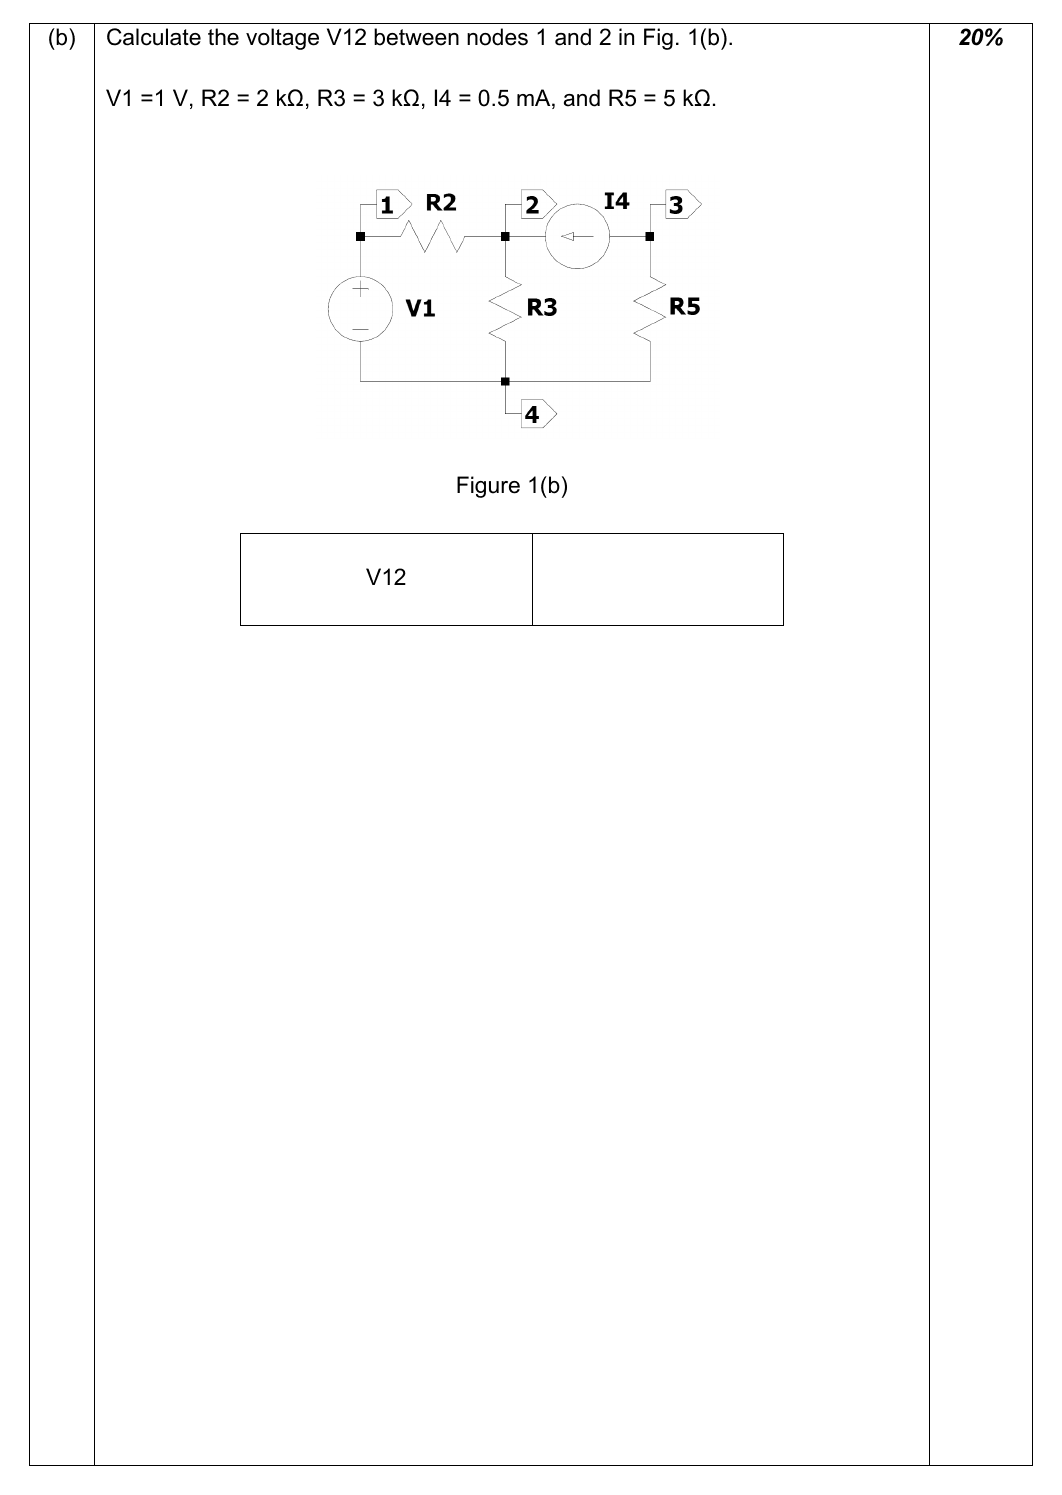 (b) Calculate the voltage V12 between nodes 1 and 2 in Fig. 1(b). 20%
V1 =1 V, R2 = 2 kΩ, R3 = 3 kΩ, I4 = 0.5 mA, and R5 = 5 kΩ.
1 R2 2 I4 3
V1 R3 R5
4
Figure 1(b)
V12